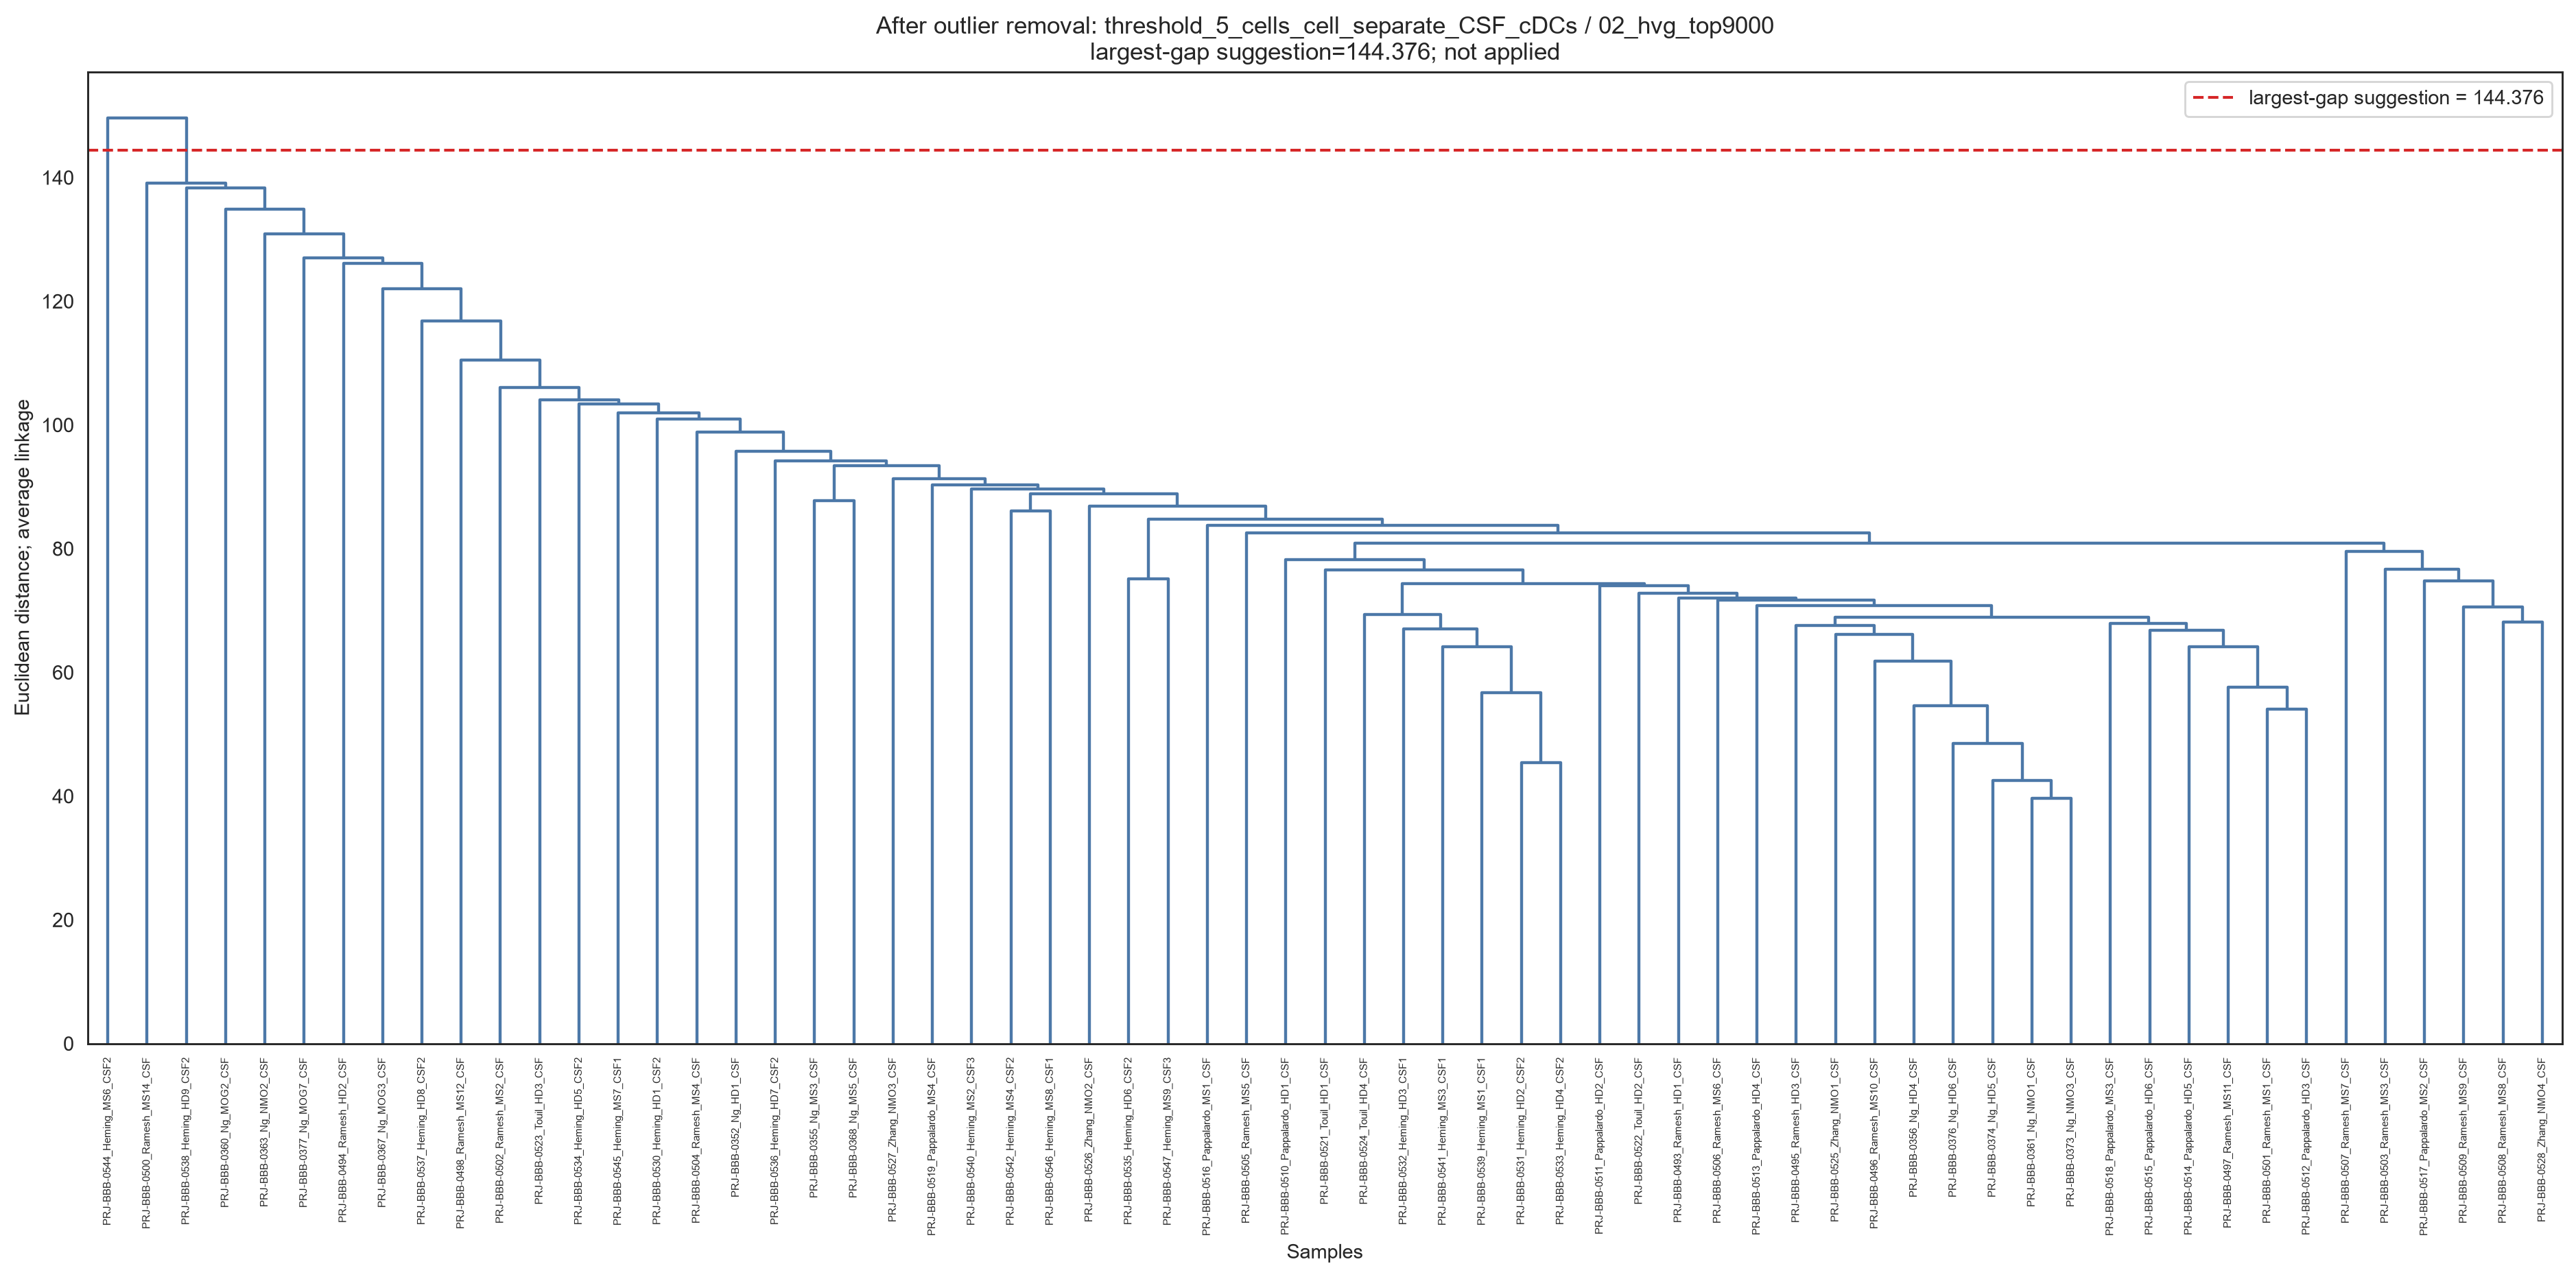 After outlier removal: threshold_5_cells_cell_separate_CSF_cDCs / 02_hvg_top9000
largest-gap suggestion=144.376; not applied
largest-gap suggestion = 144.376
Euclidean distance; average linkage
140
120
100
80
60
40
20
0
PRJ-BBB-0544_Heming_MS6_CSF2
PRJ-BBB-0500_Ramesh_MS14_CSF
PRJ-BBB-0538_Heming_HD9_CSF2
PRJ-BBB-0360_Ng_MOG2_CSF
PRJ-BBB-0363_Ng_NMO2_CSF
PRJ-BBB-0377_Ng_MOG7_CSF
PRJ-BBB-0494_Ramesh_HD2_CSF
PRJ-BBB-0367_Ng_MOG3_CSF
PRJ-BBB-0537_Heming_HD8_CSF2
PRJ-BBB-0498_Ramesh_MS12_CSF
PRJ-BBB-0502_Ramesh_MS2_CSF
PRJ-BBB-0523_Touil_HD3_CSF
PRJ-BBB-0534_Heming_HD5_CSF2
PRJ-BBB-0545_Heming_MS7_CSF1
PRJ-BBB-0530_Heming_HD1_CSF2
PRJ-BBB-0504_Ramesh_MS4_CSF
PRJ-BBB-0352_Ng_HD1_CSF
PRJ-BBB-0536_Heming_HD7_CSF2
PRJ-BBB-0355_Ng_MS3_CSF
PRJ-BBB-0368_Ng_MS5_CSF
PRJ-BBB-0527_Zhang_NMO3_CSF
PRJ-BBB-0519_Pappalardo_MS4_CSF
PRJ-BBB-0540_Heming_MS2_CSF3
PRJ-BBB-0542_Heming_MS4_CSF2
PRJ-BBB-0546_Heming_MS8_CSF1
PRJ-BBB-0526_Zhang_NMO2_CSF
PRJ-BBB-0535_Heming_HD6_CSF2
PRJ-BBB-0547_Heming_MS9_CSF3
PRJ-BBB-0516_Pappalardo_MS1_CSF
PRJ-BBB-0505_Ramesh_MS5_CSF
PRJ-BBB-0510_Pappalardo_HD1_CSF
PRJ-BBB-0521_Touil_HD1_CSF
PRJ-BBB-0524_Touil_HD4_CSF
PRJ-BBB-0532_Heming_HD3_CSF1
PRJ-BBB-0541_Heming_MS3_CSF1
PRJ-BBB-0539_Heming_MS1_CSF1
PRJ-BBB-0531_Heming_HD2_CSF2
PRJ-BBB-0533_Heming_HD4_CSF2
PRJ-BBB-0511_Pappalardo_HD2_CSF
PRJ-BBB-0522_Touil_HD2_CSF
PRJ-BBB-0493_Ramesh_HD1_CSF
PRJ-BBB-0506_Ramesh_MS6_CSF
PRJ-BBB-0513_Pappalardo_HD4_CSF
PRJ-BBB-0495_Ramesh_HD3_CSF
PRJ-BBB-0525_Zhang_NMO1_CSF
PRJ-BBB-0496_Ramesh_MS10_CSF
PRJ-BBB-0356_Ng_HD4_CSF
PRJ-BBB-0376_Ng_HD6_CSF
PRJ-BBB-0374_Ng_HD5_CSF
PRJ-BBB-0361_Ng_NMO1_CSF
PRJ-BBB-0373_Ng_NMO3_CSF
PRJ-BBB-0518_Pappalardo_MS3_CSF
PRJ-BBB-0515_Pappalardo_HD6_CSF
PRJ-BBB-0514_Pappalardo_HD5_CSF
PRJ-BBB-0497_Ramesh_MS11_CSF
PRJ-BBB-0501_Ramesh_MS1_CSF
PRJ-BBB-0512_Pappalardo_HD3_CSF
PRJ-BBB-0507_Ramesh_MS7_CSF
PRJ-BBB-0503_Ramesh_MS3_CSF
PRJ-BBB-0517_Pappalardo_MS2_CSF
PRJ-BBB-0509_Ramesh_MS9_CSF
PRJ-BBB-0508_Ramesh_MS8_CSF
PRJ-BBB-0528_Zhang_NMO4_CSF
Samples